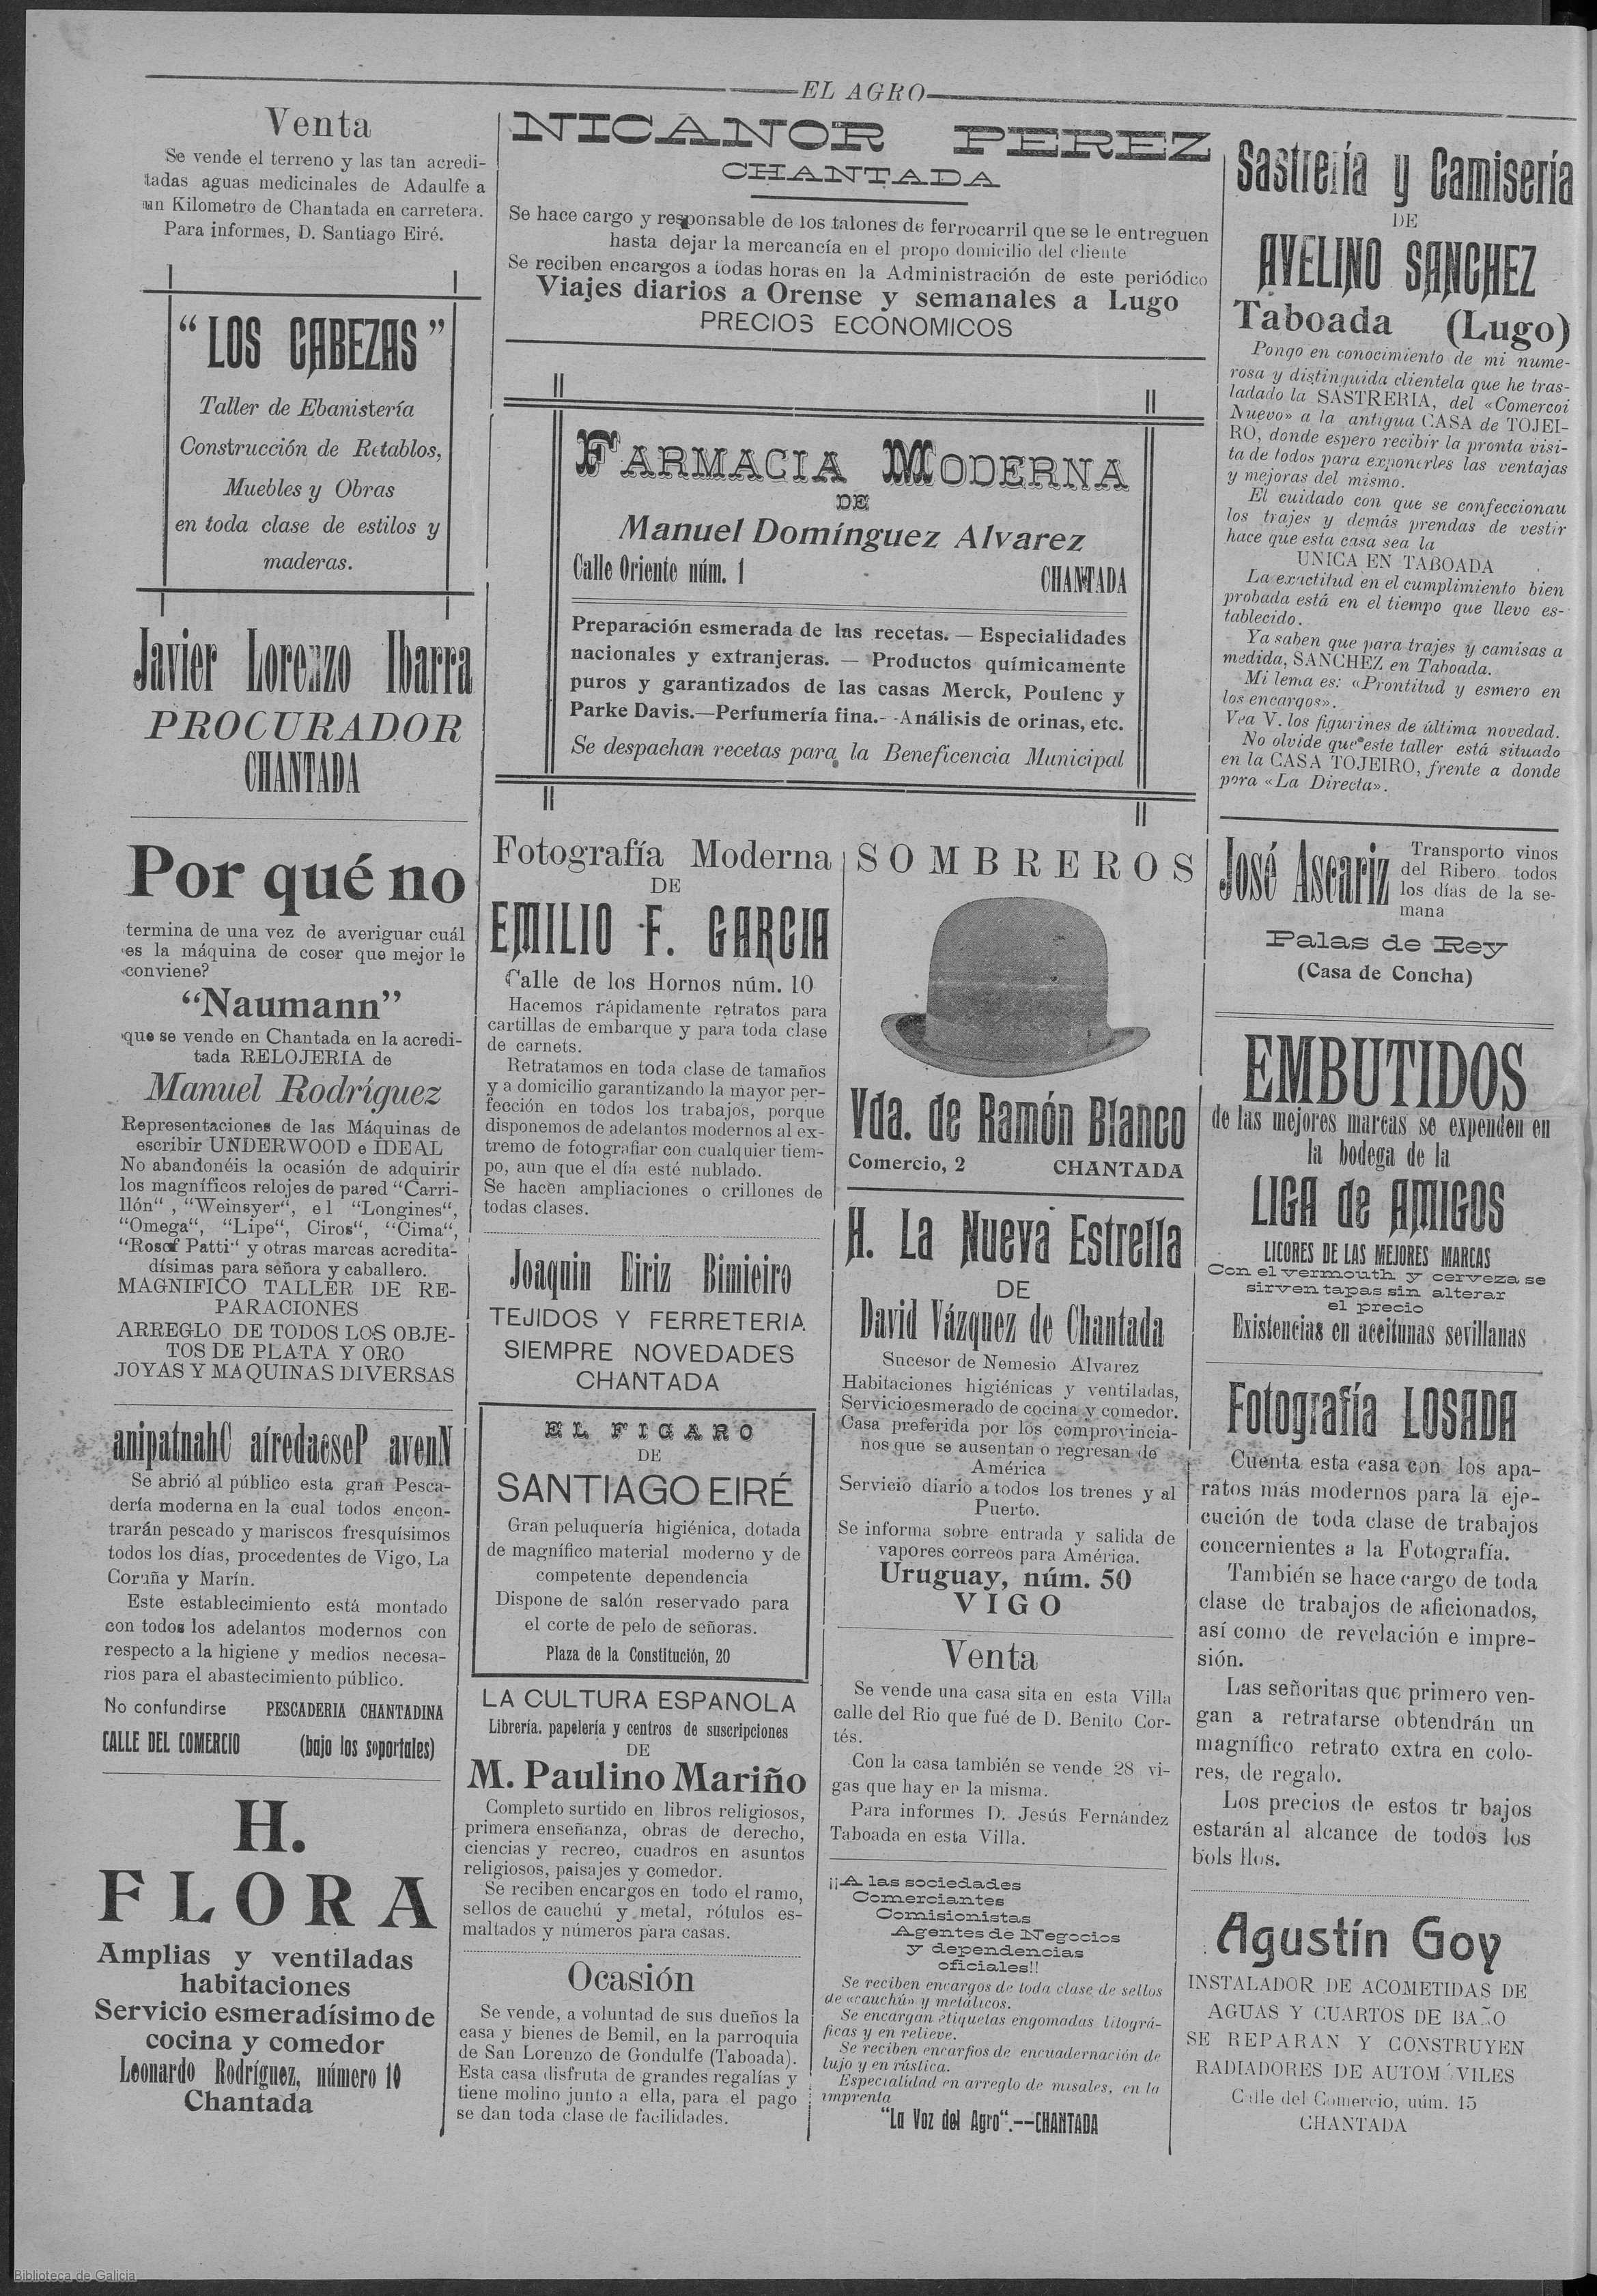 EL AGRO
Venta
Se vende el terreno y las tan acredi-
tadas aguas medicinales de Adaulfe a
un Kilometro de Chantada en carretera.
Para informes, D. Santiago Eiré.
“LOS CABEZAS”
Taller de Ebanistería
Construcción de Retablos,
Muebles y Obras
en toda clase de estilos y
maderas.
Javier Lorenzo Ibarra
PROCURADOR
CHANTADA
Por qué no
termina de una vez de averiguar cuál
es la máquina de coser que mejor le
conviene?
“Naumann”
que se vende en Chantada en la acredi-
tada RELOJERIA de
Manuel Rodríguez
Representaciones de las Máquinas de
escribir UNDERWOOD e IDEAL
No abandonéis la ocasión de adquirir
los magníficos relojes de pared “Carri-
llón“ , “Weinsyer“, el “Longines“,
“Omega“, “Lipe“, Ciros“, “Cima“,
“Roscf Patti“ y otras marcas acredita-
dísimas para señora y caballero.
MAGNIFICO TALLER DE RE-
PARACIONES
ARREGLO DE TODOS LOS OBJE-
TOS DE PLATA Y ORO
JOYAS Y MAQUINAS DIVERSAS
anipatnahC aíredacseP aveuN
Se abrió al público esta gran Pesca-
dería moderna en la cual todos encon-
trarán pescado y mariscos fresquísimos
todos los dias, procedentes de Vigo, La
Coruña y Marín.
Este establecimiento está montado
con todos los adelantos modernos con
respecto a la higiene y medios necesa-
rios para el abastecimiento público.
No confundirse PESCADERIA CHANTADINA
CALLE DEL COMERCIO (bajo los soportales)
H.
FLORA
Amplias y ventiladas
habitaciones
Servicio esmeradísimo de
cocina y comedor
Leonardo Rodríguez, número 10
Chantada
NICANOR PEREZ
CHANTADA
Se hace cargo y responsable de los talones de ferrocarril que se le entreguen
hasta dejar la mercancía en el propo domicilio del cliente
Se reciben encargos a todas horas en la Administración de este periódico
Viajes diarios a Orense y semanales a Lugo
PRECIOS ECONOMICOS
FARMACIA MODERNA
DE
Manuel Domínguez Alvarez
Calle Oriente núm. 1 CHANTADA
Preparación esmerada de las recetas. — Especialidades
nacionales y extranjeras. — Productos químicamente
puros y garantizados de las casas Merck, Poulenc y
Parke Davis.—Perfumería fina.- -Análisis de orinas, etc.
Se despachan recetas para la Beneficencia Municipal
Fotografía Moderna
DE
EMILIO F. GARCIA
Calle de los Hornos núm. 10
Hacemos rápidamente retratos para
cartillas de embarque y para toda clase
de carnets.
Retratamos en toda clase de tamaños
y a domicilio garantizando la mayor per-
fección en todos los trabajos, porque
disponemos de adelantos modernos al ex-
tremo de fotografiar con cualquier tiem-
po, aun que el día esté nublado.
Se hacen ampliaciones o crillones de
todas clases.
Joaquin Eiriz Bimieiro
TEJIDOS Y FERRETERIA
SIEMPRE NOVEDADES
CHANTADA
EL FIGARO
DE
SANTIAGO EIRÉ
Gran peluquería higiénica, dotada
de magnífico material moderno y de
competente dependencia
Dispone de salón reservado para
el corte de pelo de señoras.
Plaza de la Constitución, 20
LA CULTURA ESPANOLA
Librería. papelería y centros de suscripciones
DE
M. Paulino Mariño
Completo surtido en libros religiosos,
primera enseñanza, obras de derecho,
ciencias y recreo, cuadros en asuntos
religiosos, paisajes y comedor.
Se reciben encargos en todo el ramo,
sellos de cauchú y metal, rótulos es-
maltados y números para casas.
Ocasión
Se vende, a voluntad de sus dueños la
casa y bienes de Bemil, en la parroquia
de San Lorenzo de Gondulfe (Taboada).
Esta casa disfruta de grandes regalías y
tiene molino junto a ella, para el pago
se dan toda clase de facilidades.
SOMBREROS
Vda. de Ramón Blanco
Comercio, 2 CHANTADA
H. La Nueva Estrella
DE
David Vázquez de Chantada
Sucesor de Nemesio Alvarez
Habitaciones higiénicas y ventiladas,
Servicio esmerado de cocina y comedor.
Casa preferida por los comprovincia-
nos que se ausentan o regresan de
América
Servicio diario a todos los trenes y al
Puerto.
Se informa sobre entrada y salida de
vapores correos para América.
Uruguay, núm. 50
VIGO
Venta
Se vende una casa sita en esta Villa
calle del Rio que fué de D. Benito Cor-
tés.
Con la casa también se vende 28 vi-
gas que hay en la misma.
Para informes D. Jesús Fernández
Taboada en esta Villa.
¡¡A las sociedades
Comerciantes
Comisionistas
Agentes de Negocios
y dependencias
oficiales!!
Se reciben encargos de toda clase de sellos
de «cauchú» y metálicos.
Se encargan etiquetas engomadas litográ-
ficas y en relieve.
Se reciben encarfios de encuadernación de
lujo y en rústica.
Especialidad en arreglo de misales, en la
imprenta
“La Voz del Agro“.--CHANTADA
Sastrería y Camisería
DE
AVELINO SANCHEZ
Taboada (Lugo)
Pongo en conocimiento de mi nume-
rosa y distinguida clientela que he tras-
ladado la SASTRERIA, del «Comercoi
Nuevo» a la antigua CASA de TOJEI-
RO, donde espero recibir la pronta visi-
ta de todos para exponerles las ventajas
y mejoras del mismo.
El cuidado con que se confeccionau
los trajes y demás prendas de vestir
hace que esta casa sea la
UNICA EN TABOADA
La exactitud en el cumplimiento bien
probada está en el tiempo que llevo es-
tablecido.
Ya saben que para trajes y camisas a
medida, SANCHEZ en Taboada.
Mi lema es: «Prontitud y esmero en
los encargos».
Vea V. los figurines de última novedad.
No olvide que este taller está situado
en la CASA TOJEIRO, frente a donde
para «La Directa».
José Ascariz
Transporto vinos
del Ribero todos
los días de la se-
mana
Palas de Rey
(Casa de Concha)
EMBUTIDOS
de las mejores marcas se expenden en
la bodega de la
LIGA de AMIGOS
LICORES DE LAS MEJORES MARCAS
Con el vermouth y cerveza se
sirven tapas sin alterar
el precio
Existencias en aceitunas sevillanas
Fotografía LOSADA
Cuenta esta casa con los apa-
ratos más modernos para la eje-
cución de toda clase de trabajos
concernientes a la Fotografía.
También se hace cargo de toda
clase de trabajos de aficionados,
así como de revelación e impre-
sión.
Las señoritas que primero ven-
gan a retratarse obtendrán un
magnífico retrato extra en colo-
res, de regalo.
Los precios de estos tr bajos
estarán al alcance de todos los
bols llos.
Agustín Goy
INSTALADOR DE ACOMETIDAS DE
AGUAS Y CUARTOS DE BAÑO
SE REPARAN Y CONSTRUYEN
RADIADORES DE AUTOM VILES
Calle del Comercio, núm. 15
CHANTADA
Biblioteca de Galicia